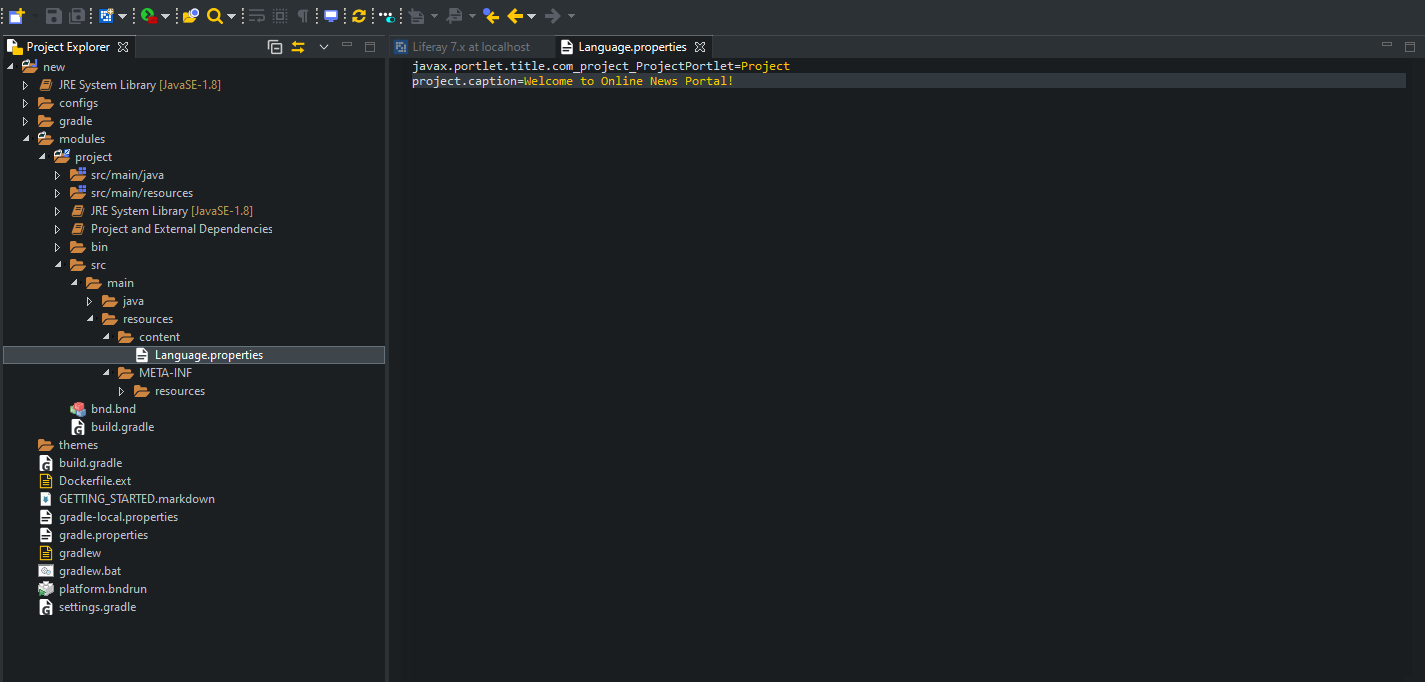 Project Explorer
new
JRE System Library [JavaSE-1.8]
configs
gradle
modules
project
src/main/java
src/main/resources
JRE System Library [JavaSE-1.8]
Project and External Dependencies
bin
src
main
java
resources
content
Language.properties
META-INF
resources
bnd.bnd
build.gradle
themes
build.gradle
Dockerfile.ext
GETTING_STARTED.markdown
gradle-local.properties
gradle.properties
gradlew
gradlew.bat
platform.bndrun
settings.gradle
Liferay 7.x at localhost
Language.properties
javax.portlet.title.com_project_ProjectPortlet=Project
project.caption=Welcome to Online News Portal!